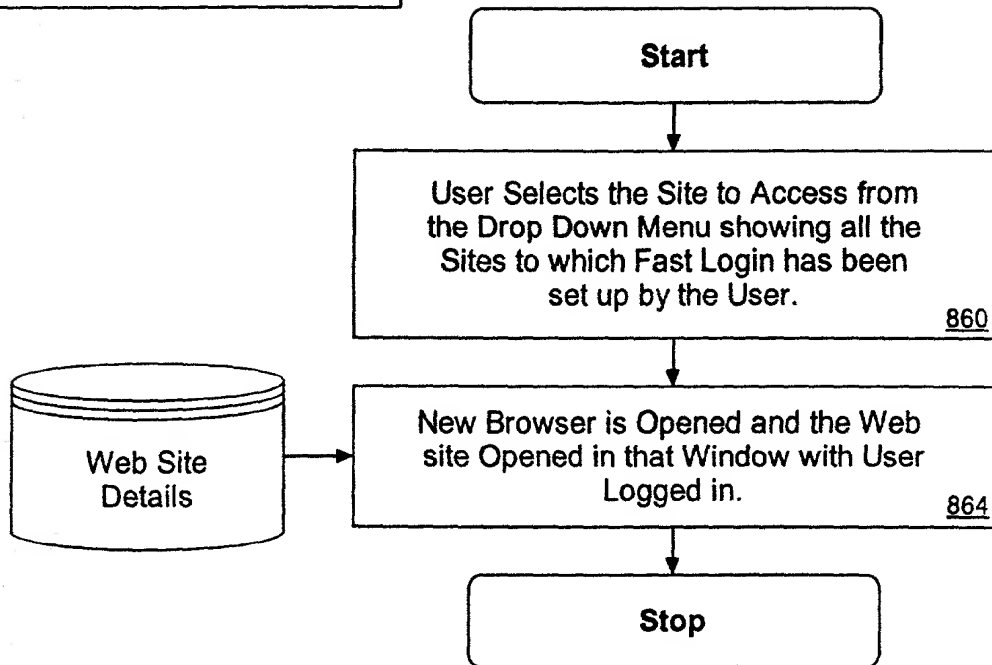 Start
User Selects the Site to Access from
the Drop Down Menu showing all the
Sites to which Fast Login has been
set up by the User.
860
Web Site
Details
New Browser is Opened and the Web
site Opened in that Window with User
Logged in.
864
Stop